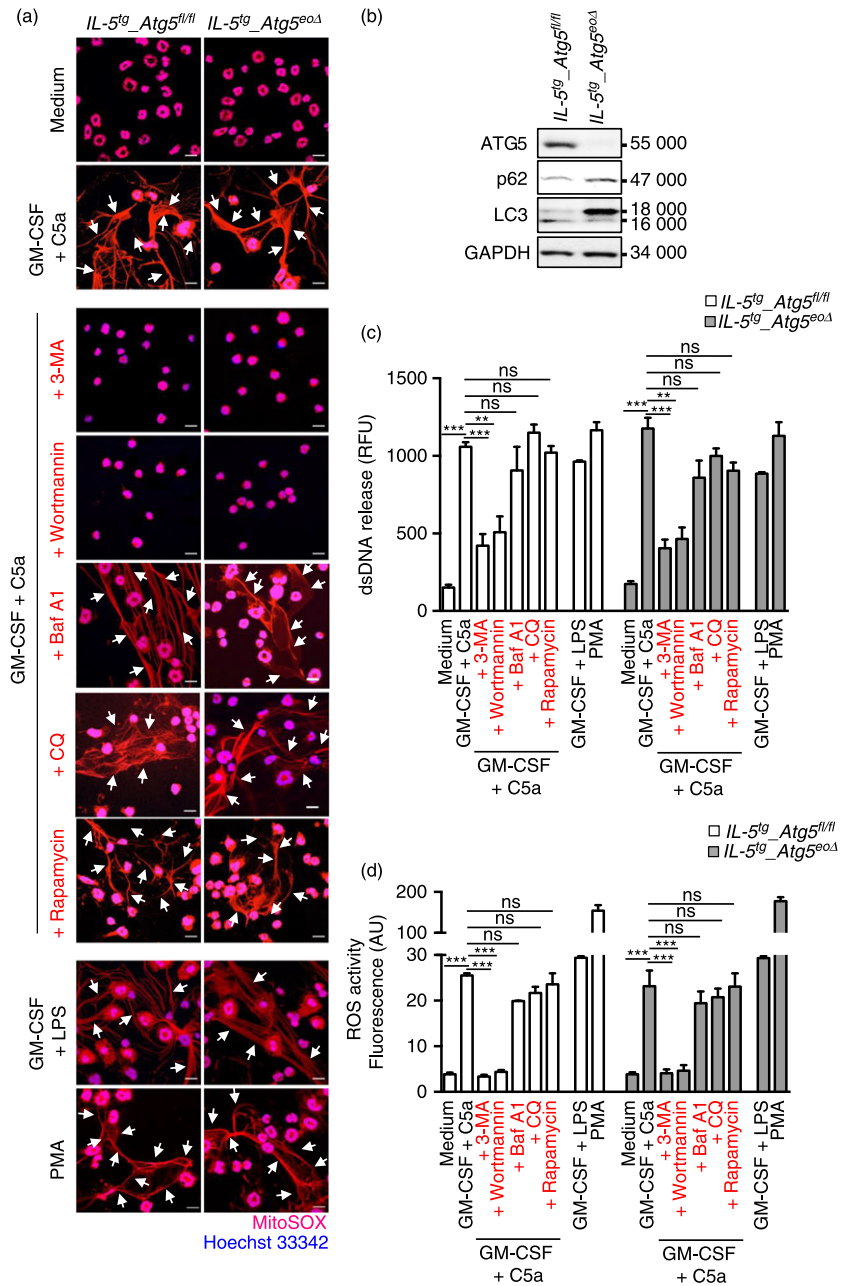 (a)
IL-5tg_Atg5fl/fl IL-5tg_Atg5eoΔ
Medium
GM-CSF
+ C5a
GM-CSF + C5a
+ 3-MA
+ Wortmannin
+ Baf A1
+ CQ
+ Rapamycin
GM-CSF
+ LPS
PMA
MitoSOX
Hoechst 33342
(b)
IL-5tg_Atg5fl/fl
IL-5tg_Atg5eoΔ
ATG5 55 000
p62 47 000
LC3 18 000
16 000
GAPDH 34 000
(c)
IL-5tg_Atg5fl/fl
IL-5tg_Atg5eoΔ
dsDNA release (RFU)
1500
1000
500
0
ns
ns
ns
**
***
***
ns
ns
ns
**
***
***
Medium
GM-CSF + C5a
+ 3-MA
+ Wortmannin
+ Baf A1
+ CQ
+ Rapamycin
GM-CSF + LPS
PMA
GM-CSF
+ C5a
Medium
GM-CSF + C5a
+ 3-MA
+ Wortmannin
+ Baf A1
+ CQ
+ Rapamycin
GM-CSF + LPS
PMA
GM-CSF
+ C5a
(d)
IL-5tg_Atg5fl/fl
IL-5tg_Atg5eoΔ
ROS activity
Fluorescence (AU)
200
100
30
20
10
0
ns
ns
ns
***
***
***
ns
ns
ns
***
***
***
Medium
GM-CSF + C5a
+ 3-MA
+ Wortmannin
+ Baf A1
+ CQ
+ Rapamycin
GM-CSF + LPS
PMA
GM-CSF
+ C5a
Medium
GM-CSF + C5a
+ 3-MA
+ Wortmannin
+ Baf A1
+ CQ
+ Rapamycin
GM-CSF + LPS
PMA
GM-CSF
+ C5a